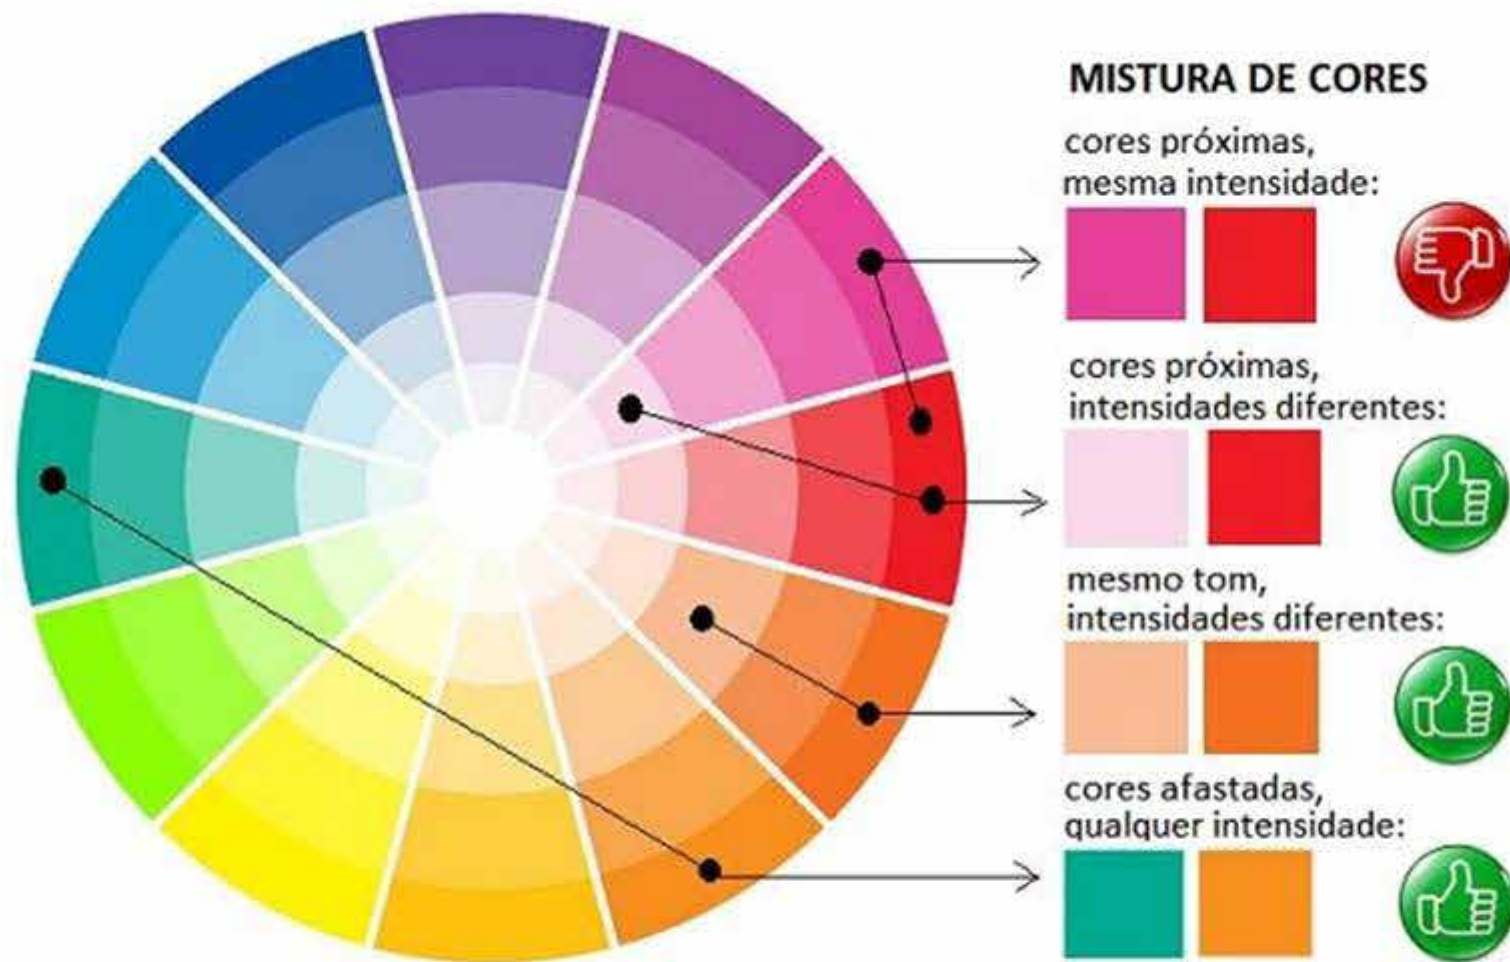 MISTURA DE CORES
cores próximas,
mesma intensidade:
cores próximas,
intensidades diferentes:
mesmo tom,
intensidades diferentes:
cores afastadas,
qualquer intensidade: